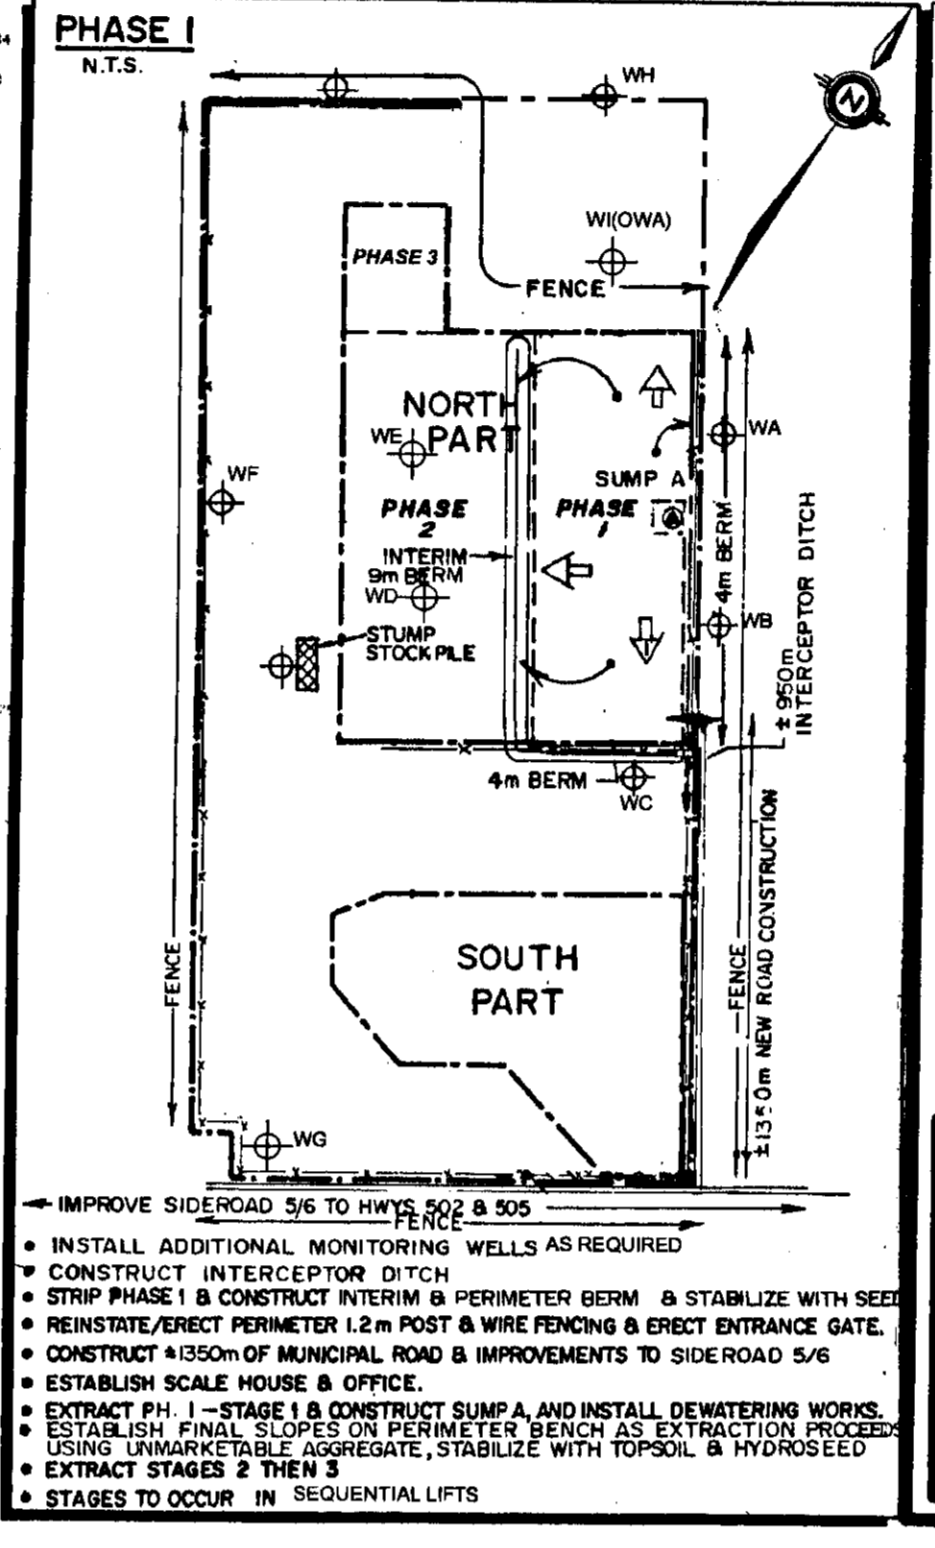 PHASE 1
N.T.S.
WH
N
WI(OWA)
PHASE 3
FENCE
NORTH
PART
WE
WA
WF
SUMP A
PHASE
2
PHASE
1
INTERIM
9m BERM
WD
4m BERM
INTERCEPTOR DITCH
±950m
WB
STUMP
STOCKPILE
4m BERM
WC
SOUTH
PART
FENCE
FENCE
±1350m NEW ROAD CONSTRUCTION
WG
IMPROVE SIDEROAD 5/6 TO HWYS 502 & 505
FENCE
• INSTALL ADDITIONAL MONITORING WELLS AS REQUIRED
• CONSTRUCT INTERCEPTOR DITCH
• STRIP PHASE 1 & CONSTRUCT INTERIM & PERIMETER BERM & STABILIZE WITH SEED
• REINSTATE/ERECT PERIMETER 1.2m POST & WIRE FENCING & ERECT ENTRANCE GATE.
• CONSTRUCT ±1350m OF MUNICIPAL ROAD & IMPROVEMENTS TO SIDEROAD 5/6
• ESTABLISH SCALE HOUSE & OFFICE.
• EXTRACT PH. 1 - STAGE 1 & CONSTRUCT SUMP A, AND INSTALL DEWATERING WORKS.
• ESTABLISH FINAL SLOPES ON PERIMETER BENCH AS EXTRACTION PROCEEDS
USING UNMARKETABLE AGGREGATE, STABILIZE WITH TOPSOIL & HYDROSEED
• EXTRACT STAGES 2 THEN 3
• STAGES TO OCCUR IN SEQUENTIAL LIFTS